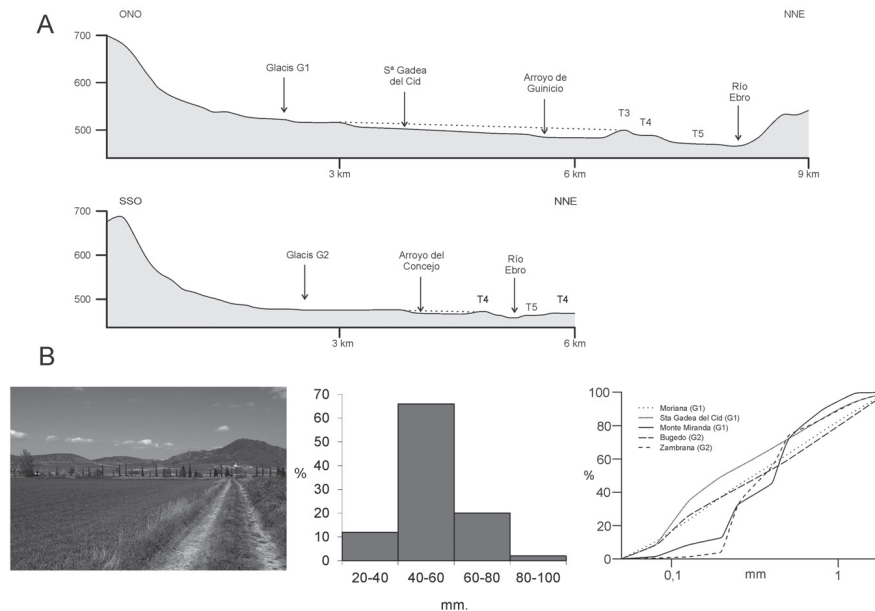 A
ONO
NNE
700
600
500
Glacis G1
Sª Gadea
del Cid
Arroyo de
Guinicio
T3
T4
T5
Río
Ebro
3 km
6 km
9 km
SSO
NNE
700
600
500
Glacis G2
Arroyo del
Concejo
T4
Río
Ebro
T5
T4
3 km
6 km
B
70
60
50
40
30
20
10
0
%
20-40
40-60
60-80
80-100
mm.
100
80
60
40
20
0
%
Moriana (G1)
Sta Gadea del Cid (G1)
Monte Miranda (G1)
Bugedo (G2)
Zambrana (G2)
0,1
mm
1